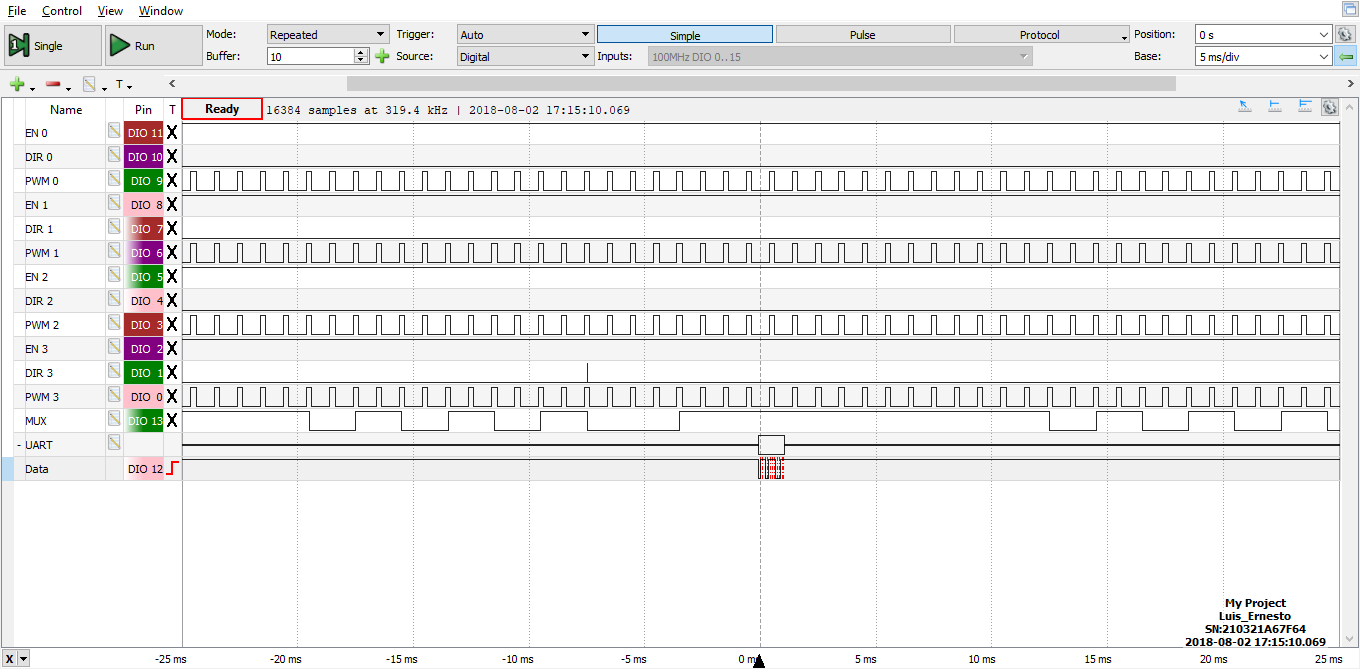 File Control View Window
Single Run Mode: Repeated Trigger: Auto Simple Pulse Protocol Position: 0 s
Buffer: 10 Source: Digital Inputs: 100MHz DIO 0..15 Base: 5 ms/div
T
Name Pin T Ready 16384 samples at 319.4 kHz | 2018-08-02 17:15:10.069
EN 0 DIO 11 X
DIR 0 DIO 10 X
PWM 0 DIO 9 X
EN 1 DIO 8 X
DIR 1 DIO 7 X
PWM 1 DIO 6 X
EN 2 DIO 5 X
DIR 2 DIO 4 X
PWM 2 DIO 3 X
EN 3 DIO 2 X
DIR 3 DIO 1 X
PWM 3 DIO 0 X
MUX DIO 13 X
- UART
Data DIO 12
My Project
Luis_Ernesto
SN:210321A67F64
2018-08-02 17:15:10.069
X -25 ms -20 ms -15 ms -10 ms -5 ms 0 ms 5 ms 10 ms 15 ms 20 ms 25 ms